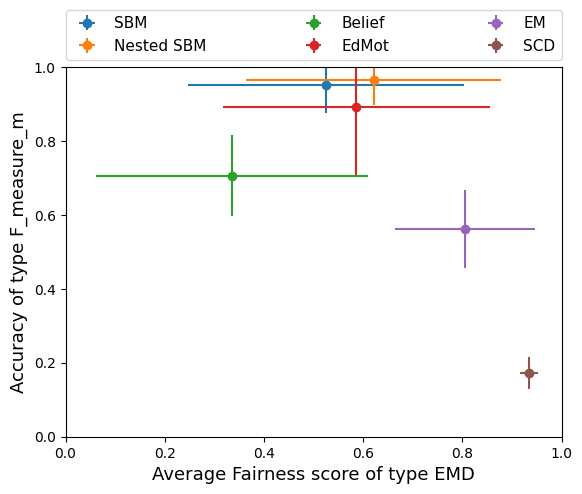 SBM Belief EM
Nested SBM EdMot SCD
1.0
0.8
0.6
0.4
0.2
0.0
Accuracy of type F_measure_m
0.0 0.2 0.4 0.6 0.8 1.0
Average Fairness score of type EMD